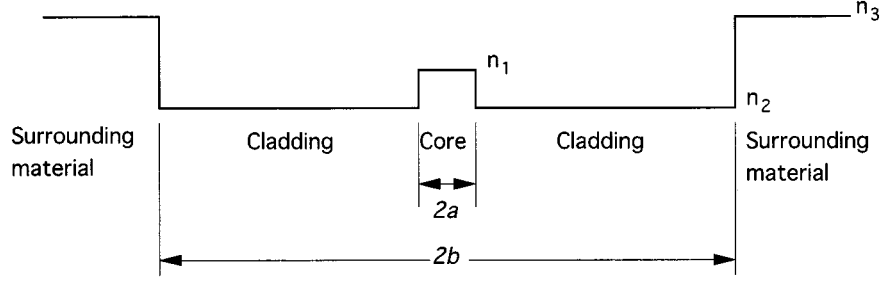 n3
n1
n2
Surrounding material
Cladding
Core
Cladding
Surrounding material
2a
2b